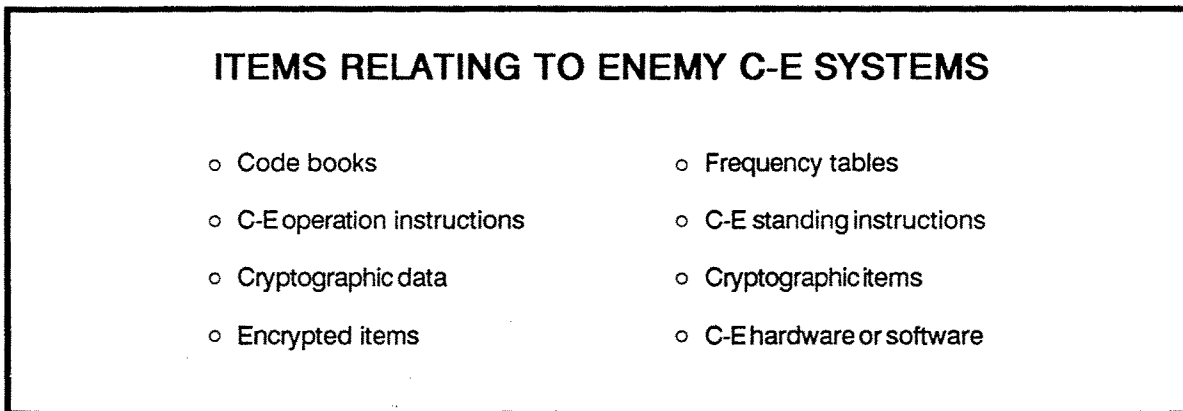 ITEMS RELATING TO ENEMY C-E SYSTEMS
o Code books
o C-E operation instructions
o Cryptographic data
o Encrypted items
o Frequency tables
o C-E standing instructions
o Cryptographic items
o C-E hardware or software